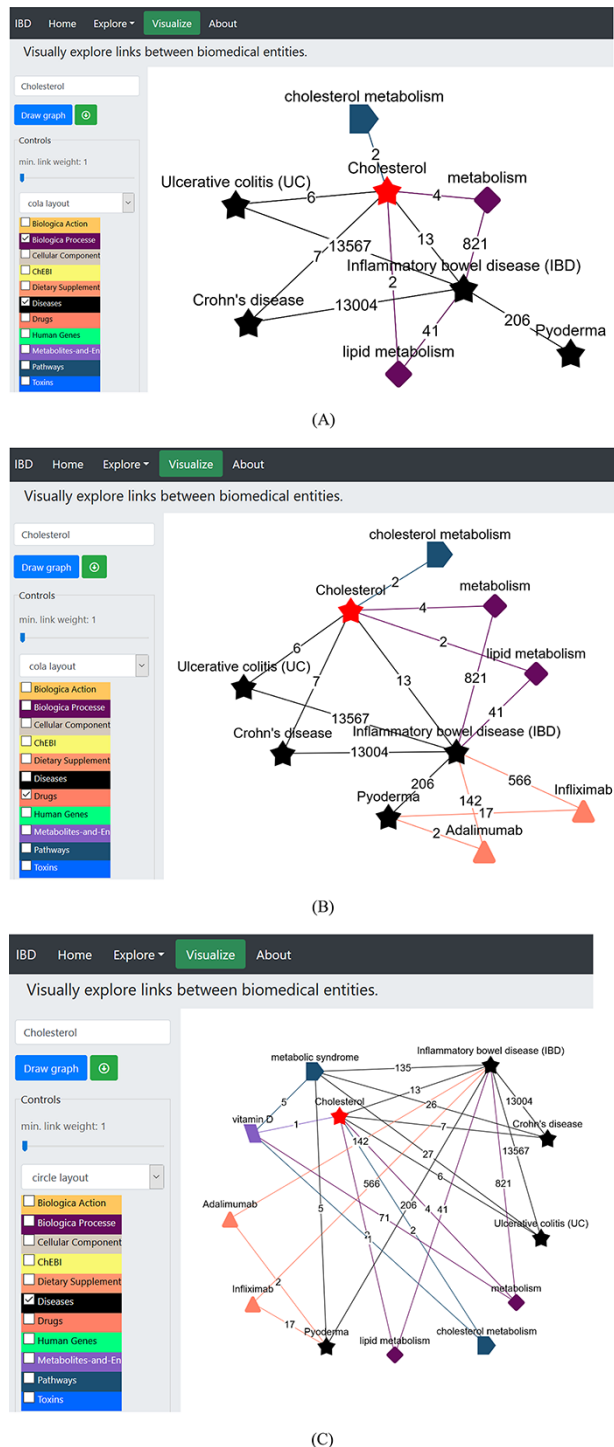 IBD Home Explore Visualize About
Visually explore links between biomedical entities.
Cholesterol
Draw graph
Controls
min. link weight: 1
cola layout
Biologica Action
Biologica Processe
Cellular Component
ChEBI
Dietary Supplement
Diseases
Drugs
Human Genes
Metabolites-and-En
Pathways
Toxins
cholesterol metabolism
2
Cholesterol
metabolism
Ulcerative colitis (UC)
6
4
7
13567
13
821
Inflammatory bowel disease (IBD)
2
Crohn's disease
13004
41
206
lipid metabolism
Pyoderma
(A)
IBD Home Explore Visualize About
Visually explore links between biomedical entities.
Cholesterol
Draw graph
Controls
min. link weight: 1
cola layout
Biologica Action
Biologica Processe
Cellular Component
ChEBI
Dietary Supplement
Diseases
Drugs
Human Genes
Metabolites-and-En
Pathways
Toxins
cholesterol metabolism
2
Cholesterol
metabolism
4
6
2
lipid metabolism
Ulcerative colitis (UC)
7
13
821
41
13567
Inflammatory bowel disease (IBD)
Crohn's disease
13004
206
566
Pyoderma
142
17
Infliximab
2
Adalimumab
(B)
IBD Home Explore Visualize About
Visually explore links between biomedical entities.
Cholesterol
Draw graph
Controls
min. link weight: 1
circle layout
Biologica Action
Biologica Processe
Cellular Component
ChEBI
Dietary Supplement
Diseases
Drugs
Human Genes
Metabolites-and-En
Pathways
Toxins
Inflammatory bowel disease (IBD)
metabolic syndrome
135
5
13
Cholesterol
26
13004
vitamin D
1
7
Crohn's disease
142
27
13567
566
6
821
Adalimumab
5
71
206
4
41
Ulcerative colitis (UC)
2
Infliximab
2
metabolism
17
Pyoderma
lipid metabolism
cholesterol metabolism
(C)